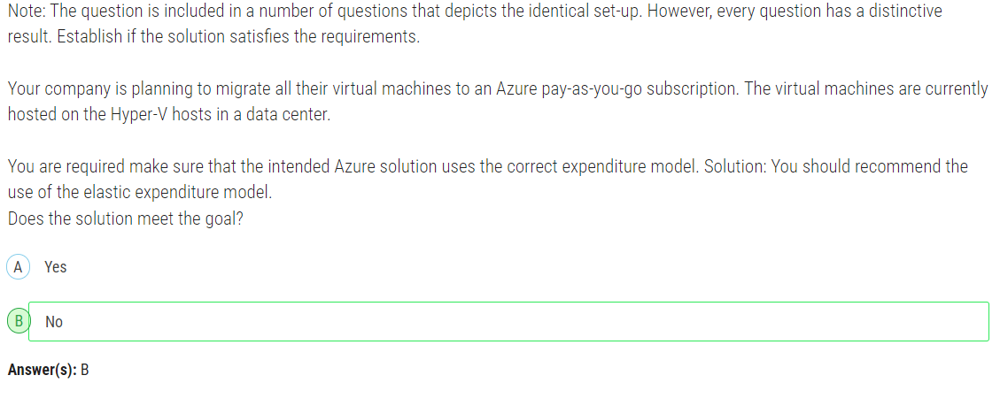 Note: The question is included in a number of questions that depicts the identical set-up. However, every question has a distinctive
result. Establish if the solution satisfies the requirements.
Your company is planning to migrate all their virtual machines to an Azure pay-as-you-go subscription. The virtual machines are currently
hosted on the Hyper-V hosts in a data center.
You are required make sure that the intended Azure solution uses the correct expenditure model. Solution: You should recommend the
use of the elastic expenditure model.
Does the solution meet the goal?
A Yes
B No
Answer(s): B